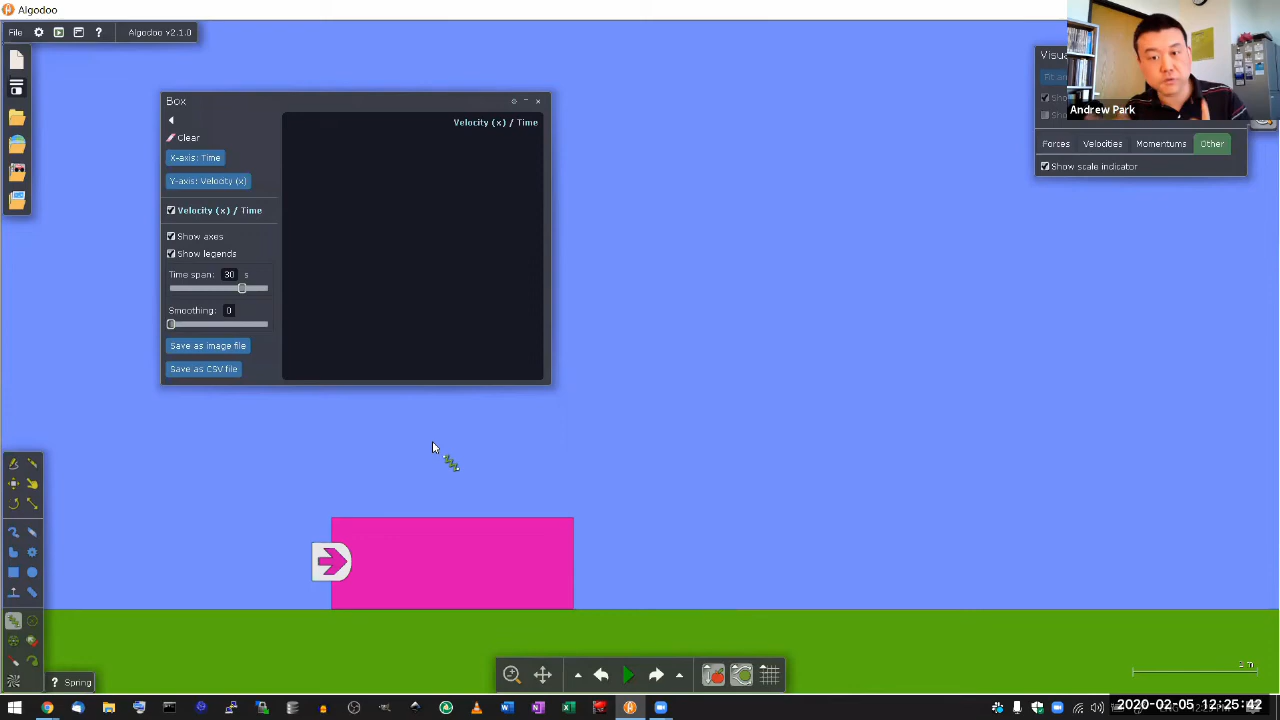 Algodoo
File ? Algodoo v2.1.0
Box
Clear
X-axis: Time
Y-axis: Velocity (x)
Velocity (x) / Time
Show axes
Show legends
Time span: 30 s
Smoothing: 0
Save as image file
Save as CSV file
Velocity (x) / Time
Andrew Park
Forces Velocities Momentums Other
Show scale indicator
? Spring
1 m
2020-02-05 12:25:42